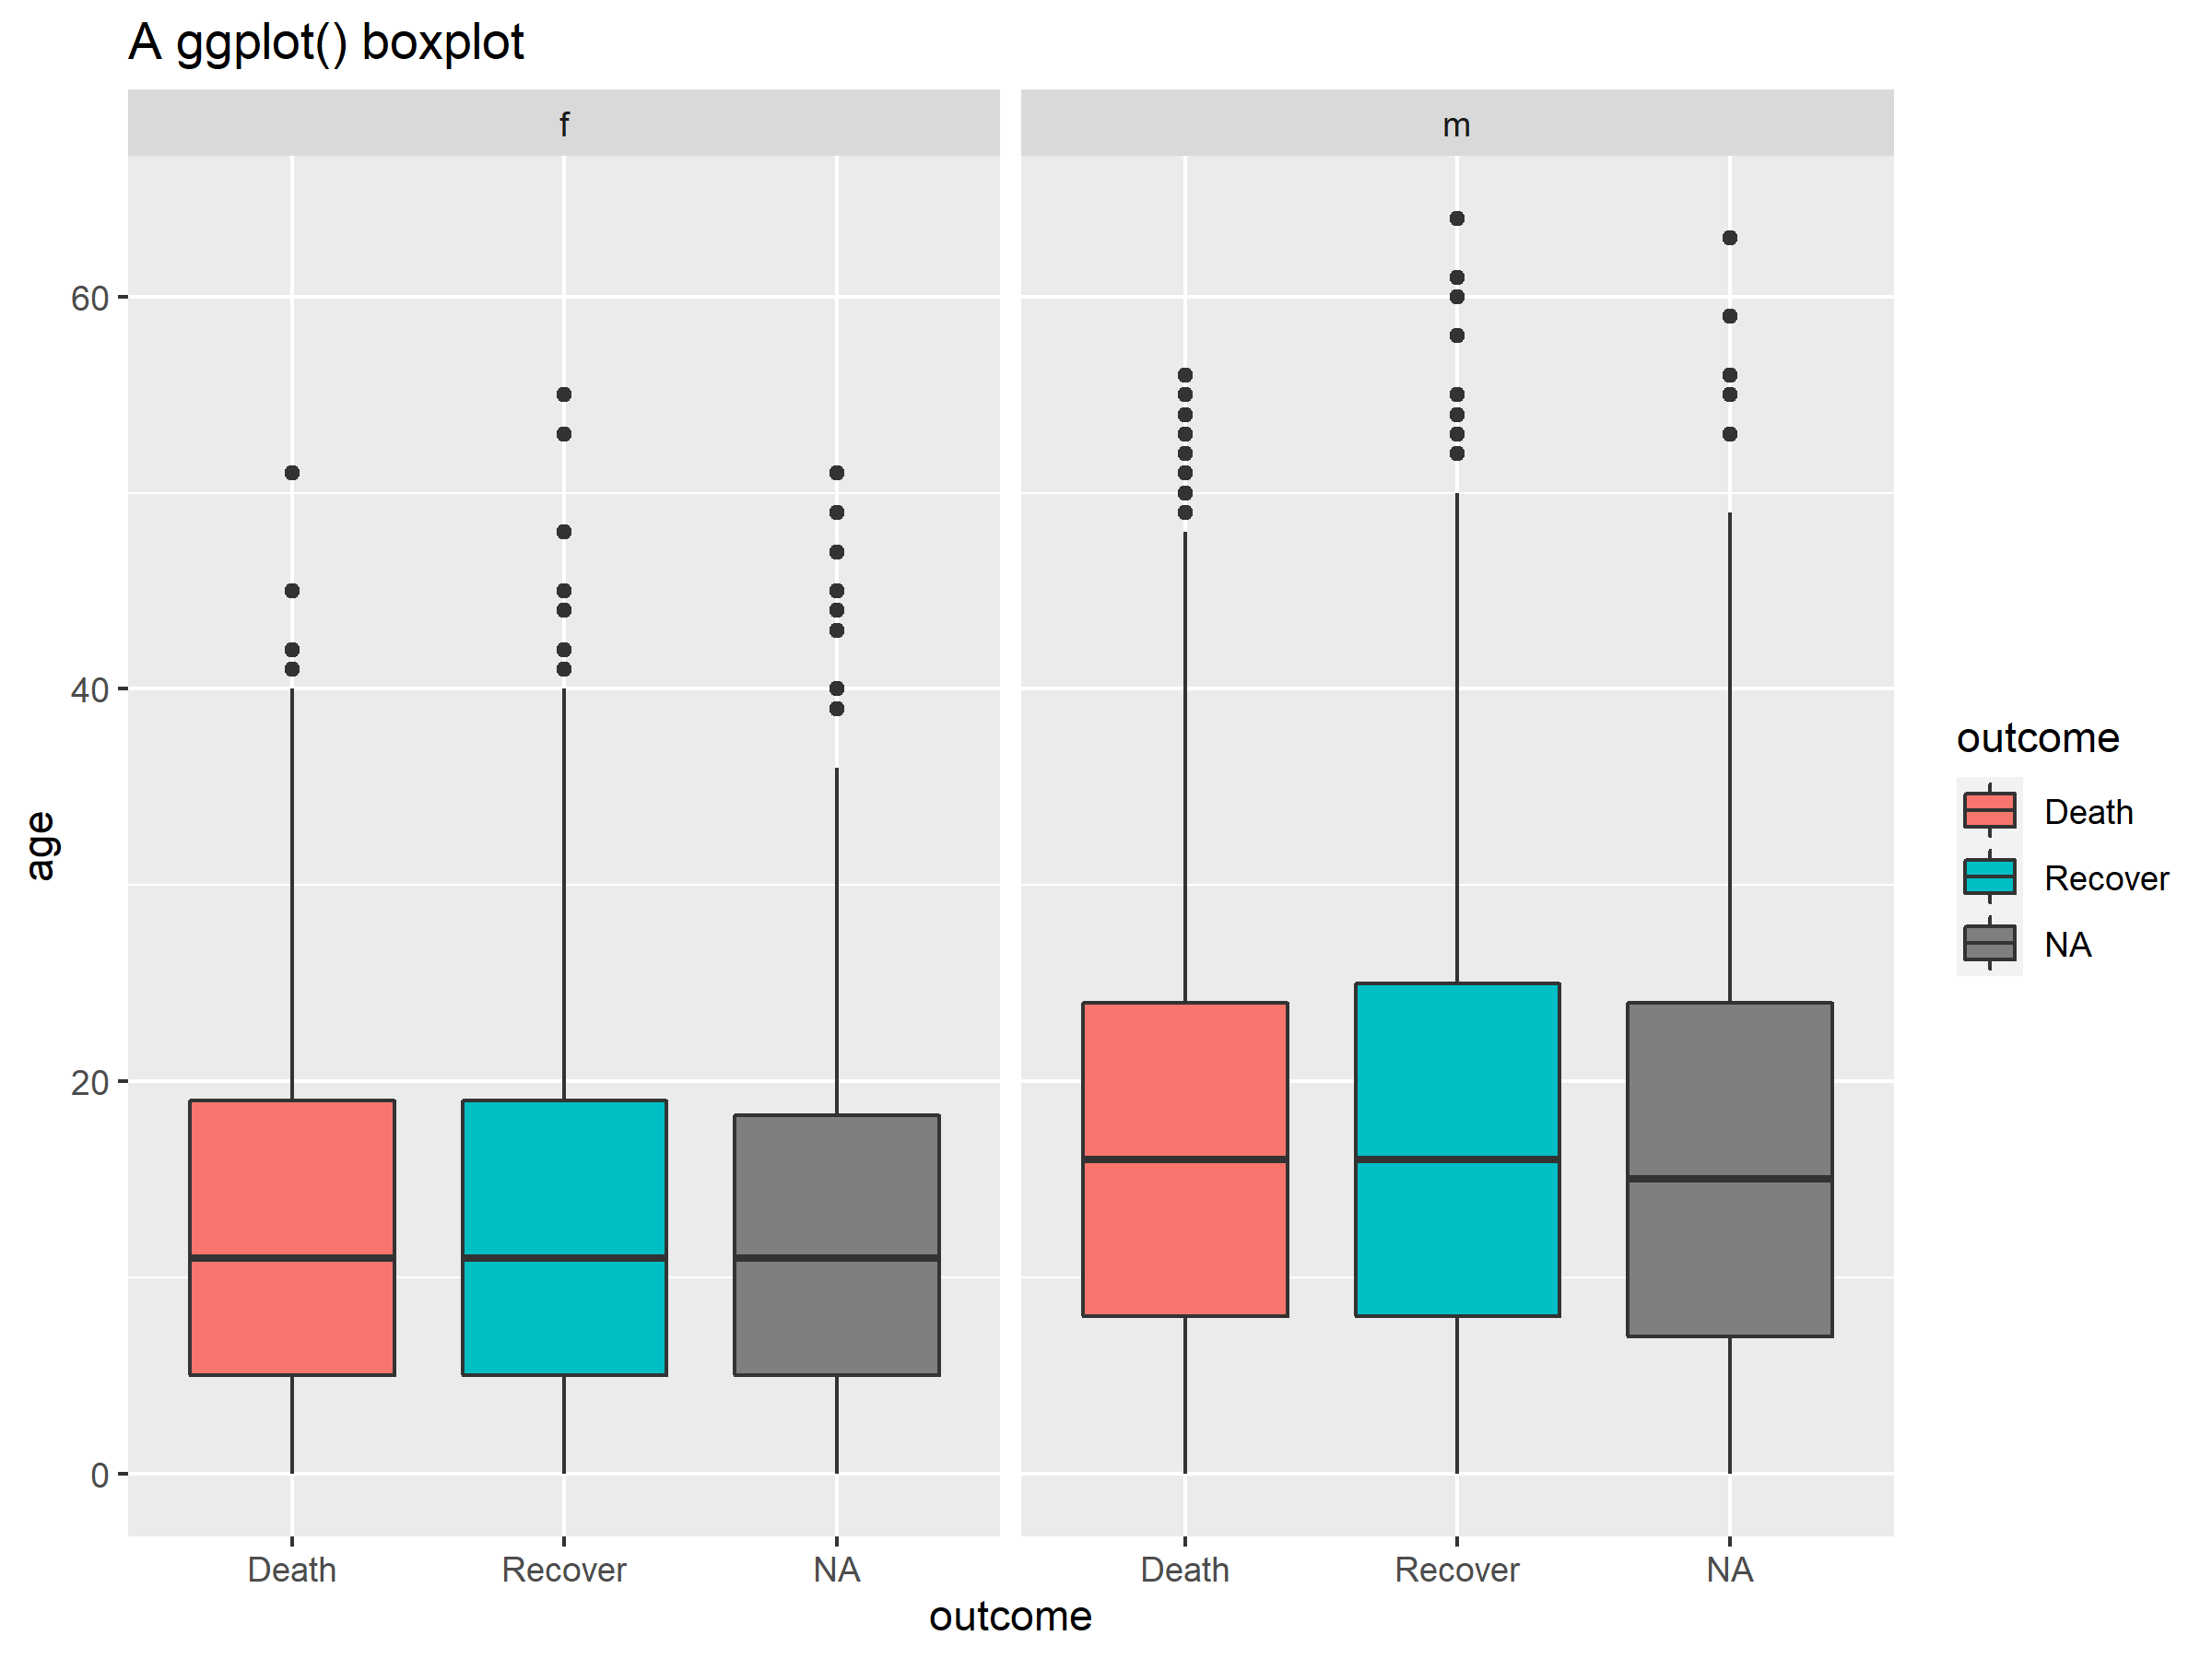 A ggplot() boxplot
f
m
60
40
20
0
age
Death
Recover
NA
Death
Recover
NA
outcome
outcome
Death
Recover
NA